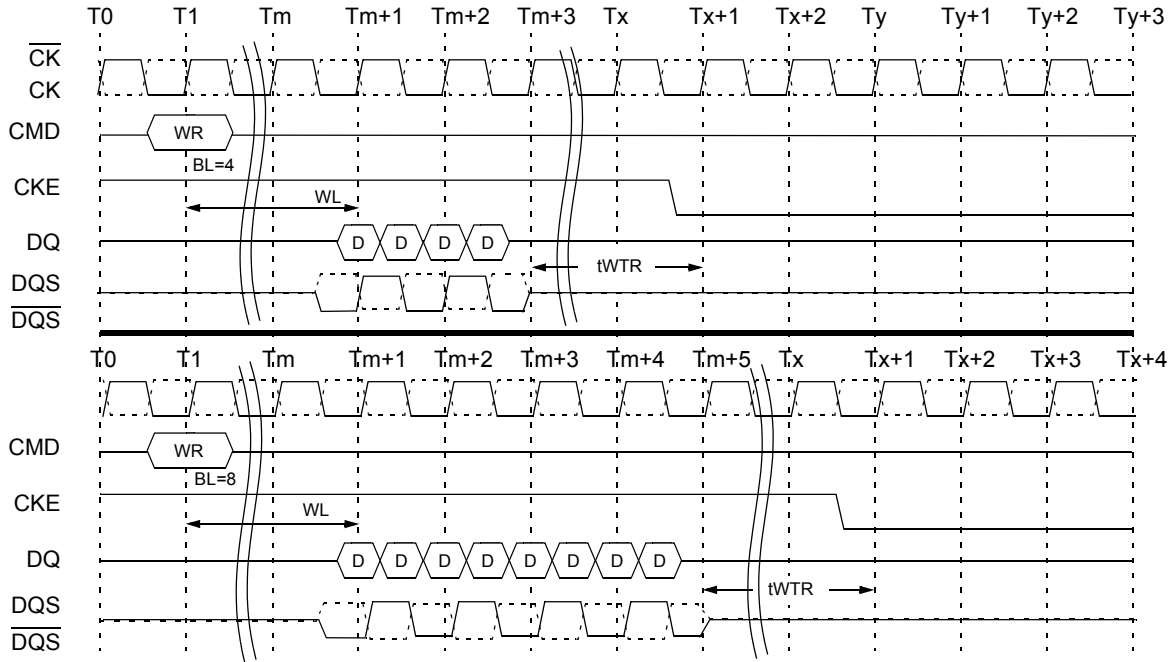 T0 T1 Tm Tm+1 Tm+2 Tm+3 Tx Tx+1 Tx+2 Ty Ty+1 Ty+2 Ty+3
CK
CK
CMD WR
BL=4
CKE
WL
DQ D D D D
tWTR
DQS
DQS
T0 T1 Tm Tm+1 Tm+2 Tm+3 Tm+4 Tm+5 Tx Tx+1 Tx+2 Tx+3 Tx+4
CMD WR
BL=8
CKE
WL
DQ D D D D D D D D
tWTR
DQS
DQS